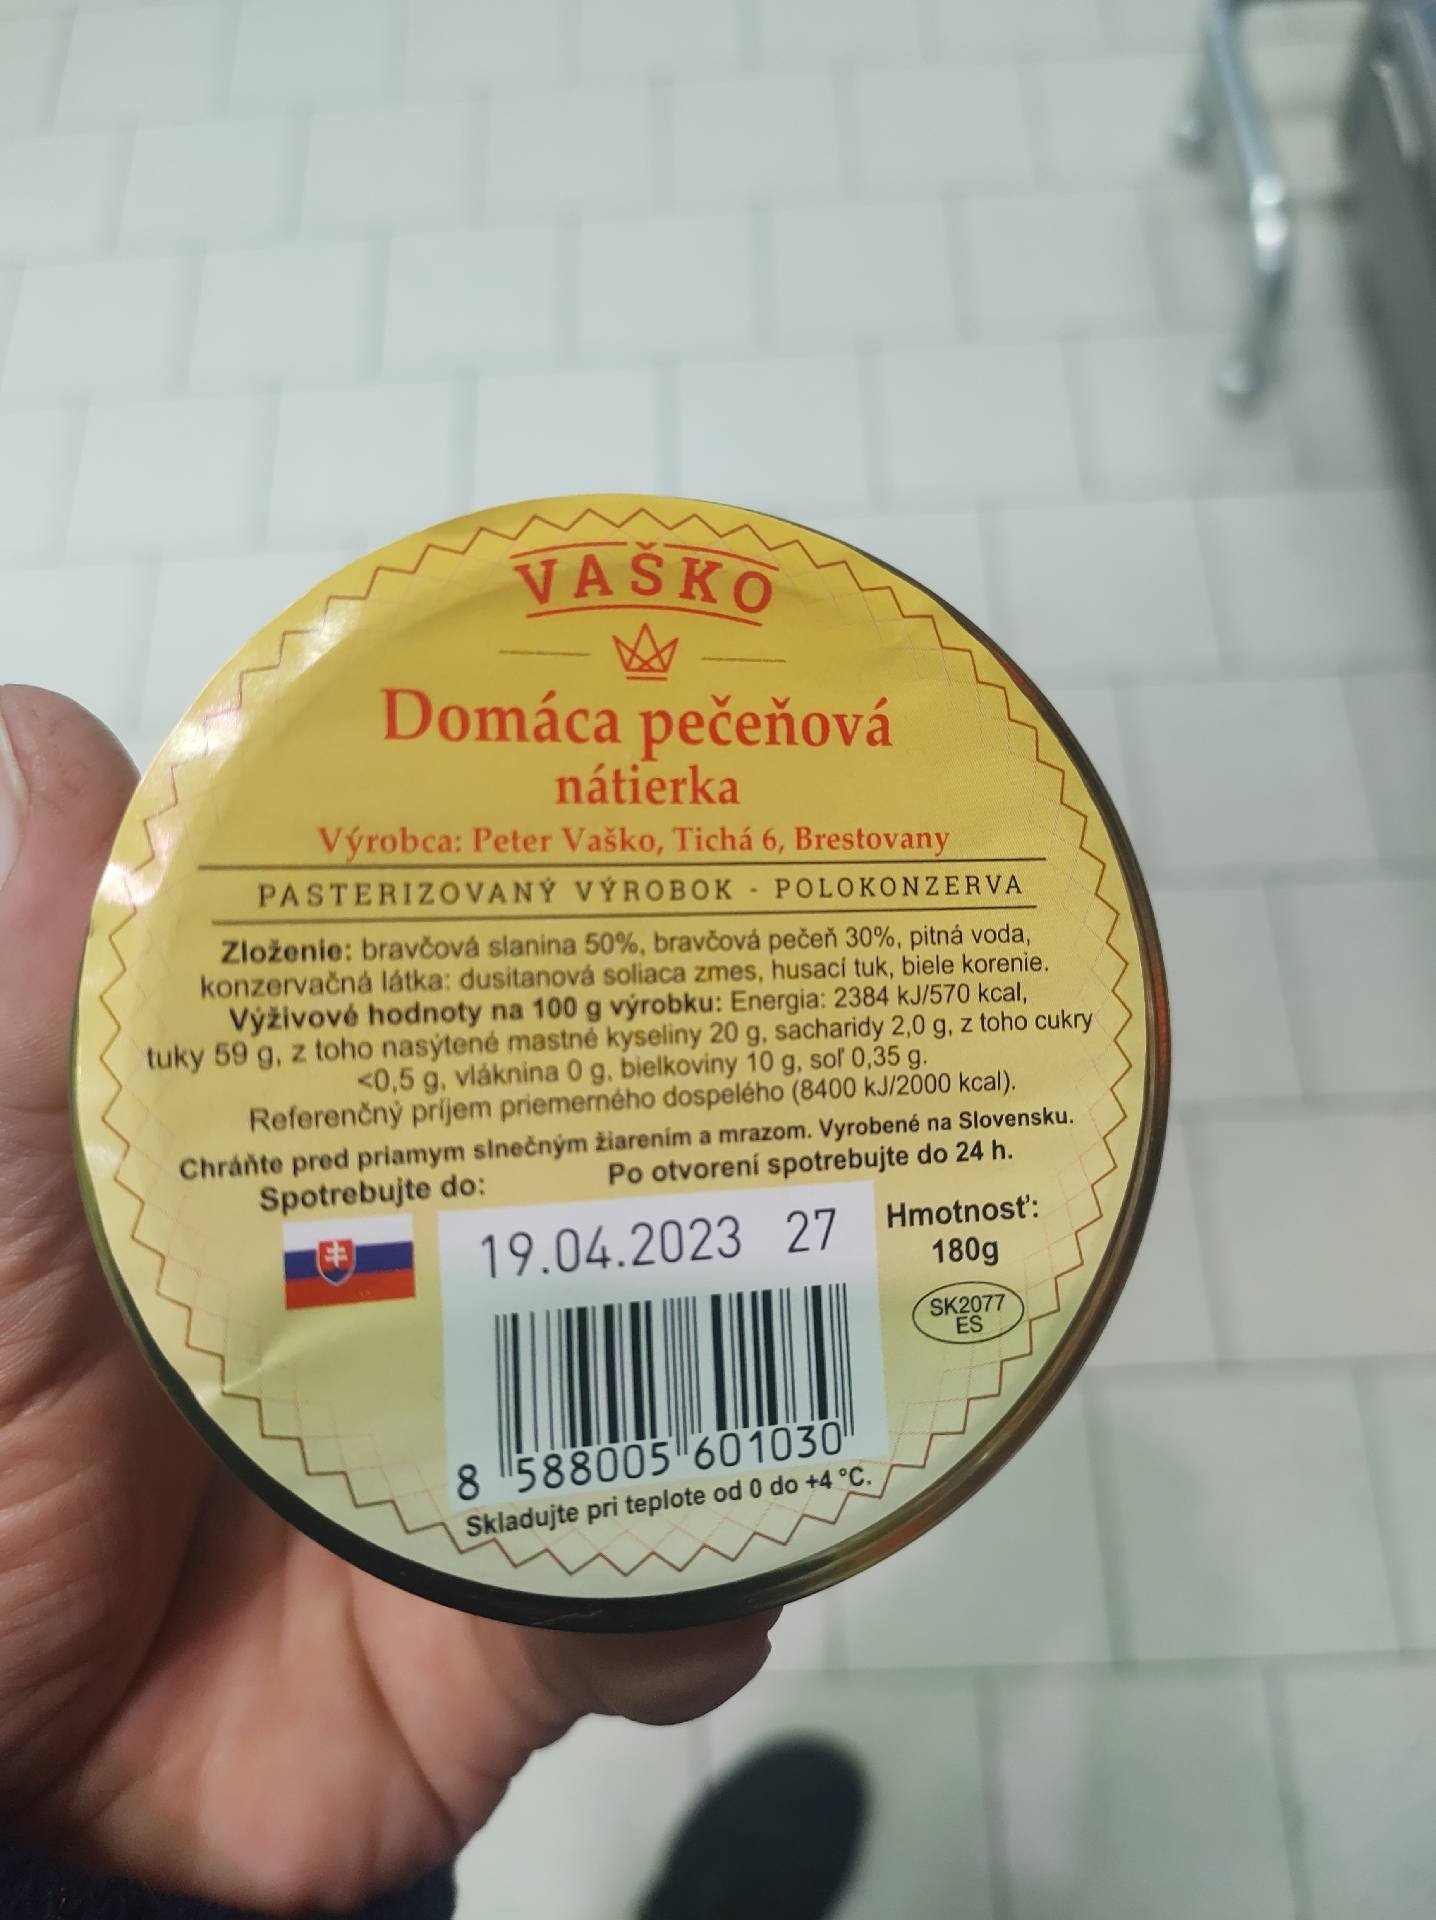 VAŠKO
Domáca pečeňová
nátierka
Výrobca: Peter Vaško, Tichá 6, Brestovany
PASTERIZOVANÝ VÝROBOK - POLOKONZERVA
Zloženie: bravčová slanina 50%, bravčová pečeň 30%, pitná voda,
konzervačná látka: dusitanová soliaca zmes, husací tuk, biele korenie.
Výživové hodnoty na 100 g výrobku: Energia: 2384 kJ/570 kcal,
tuky 59 g, z toho nasýtené mastné kyseliny 20 g, sacharidy 2,0 g, z toho cukry
<0,5 g, vláknina 0 g, bielkoviny 10 g, soľ 0,35 g.
Referenčný príjem priemerného dospelého (8400 kJ/2000 kcal).
Chráňte pred priamym slnečným žiarením a mrazom. Vyrobené na Slovensku.
Spotrebujte do: Po otvorení spotrebujte do 24 h.
19.04.2023 27
Hmotnosť:
180g
SK2077
ES
8 588005 601030
Skladujte pri teplote od 0 do +4 °C.